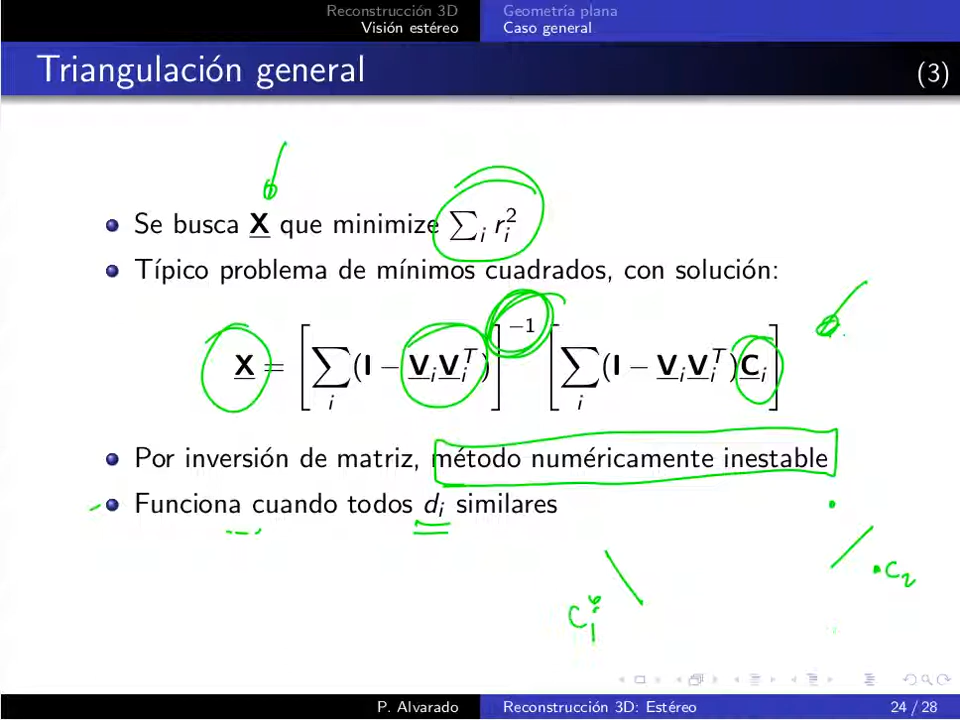 Reconstrucción 3D Geometría plana
Visión estéreo Caso general
Triangulación general (3)
Se busca X que minimize ∑ᵢ rᵢ²
Típico problema de mínimos cuadrados, con solución:
X = [∑ᵢ (I − VᵢVᵢᵀ)]⁻¹ [∑ᵢ (I − VᵢVᵢᵀ)Cᵢ]
Por inversión de matriz, método numéricamente inestable
Funciona cuando todos dᵢ similares
C₂
C₁
P. Alvarado Reconstrucción 3D: Estéreo 24 / 28